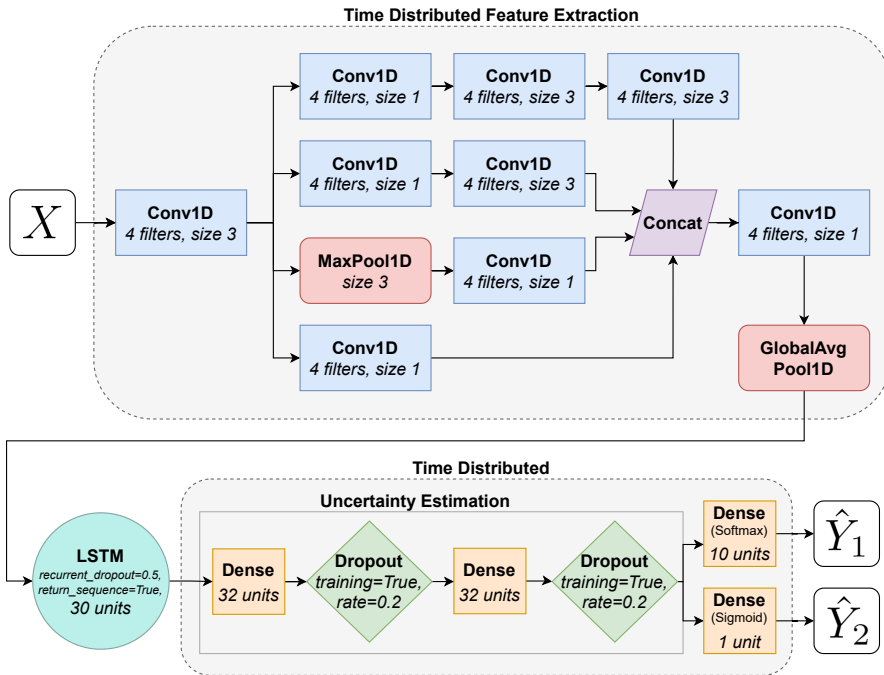 Time Distributed Feature Extraction
Conv1D
4 filters, size 1
Conv1D
4 filters, size 3
Conv1D
4 filters, size 3
Conv1D
4 filters, size 1
Conv1D
4 filters, size 3
X
Conv1D
4 filters, size 3
Concat
Conv1D
4 filters, size 1
MaxPool1D
size 3
Conv1D
4 filters, size 1
Conv1D
4 filters, size 1
GlobalAvg
Pool1D
Time Distributed
Uncertainty Estimation
LSTM
recurrent_dropout=0.5,
return_sequence=True,
30 units
Dense
32 units
Dropout
training=True,
rate=0.2
Dense
32 units
Dropout
training=True,
rate=0.2
Dense
(Softmax)
10 units
Ŷ₁
Dense
(Sigmoid)
1 unit
Ŷ₂